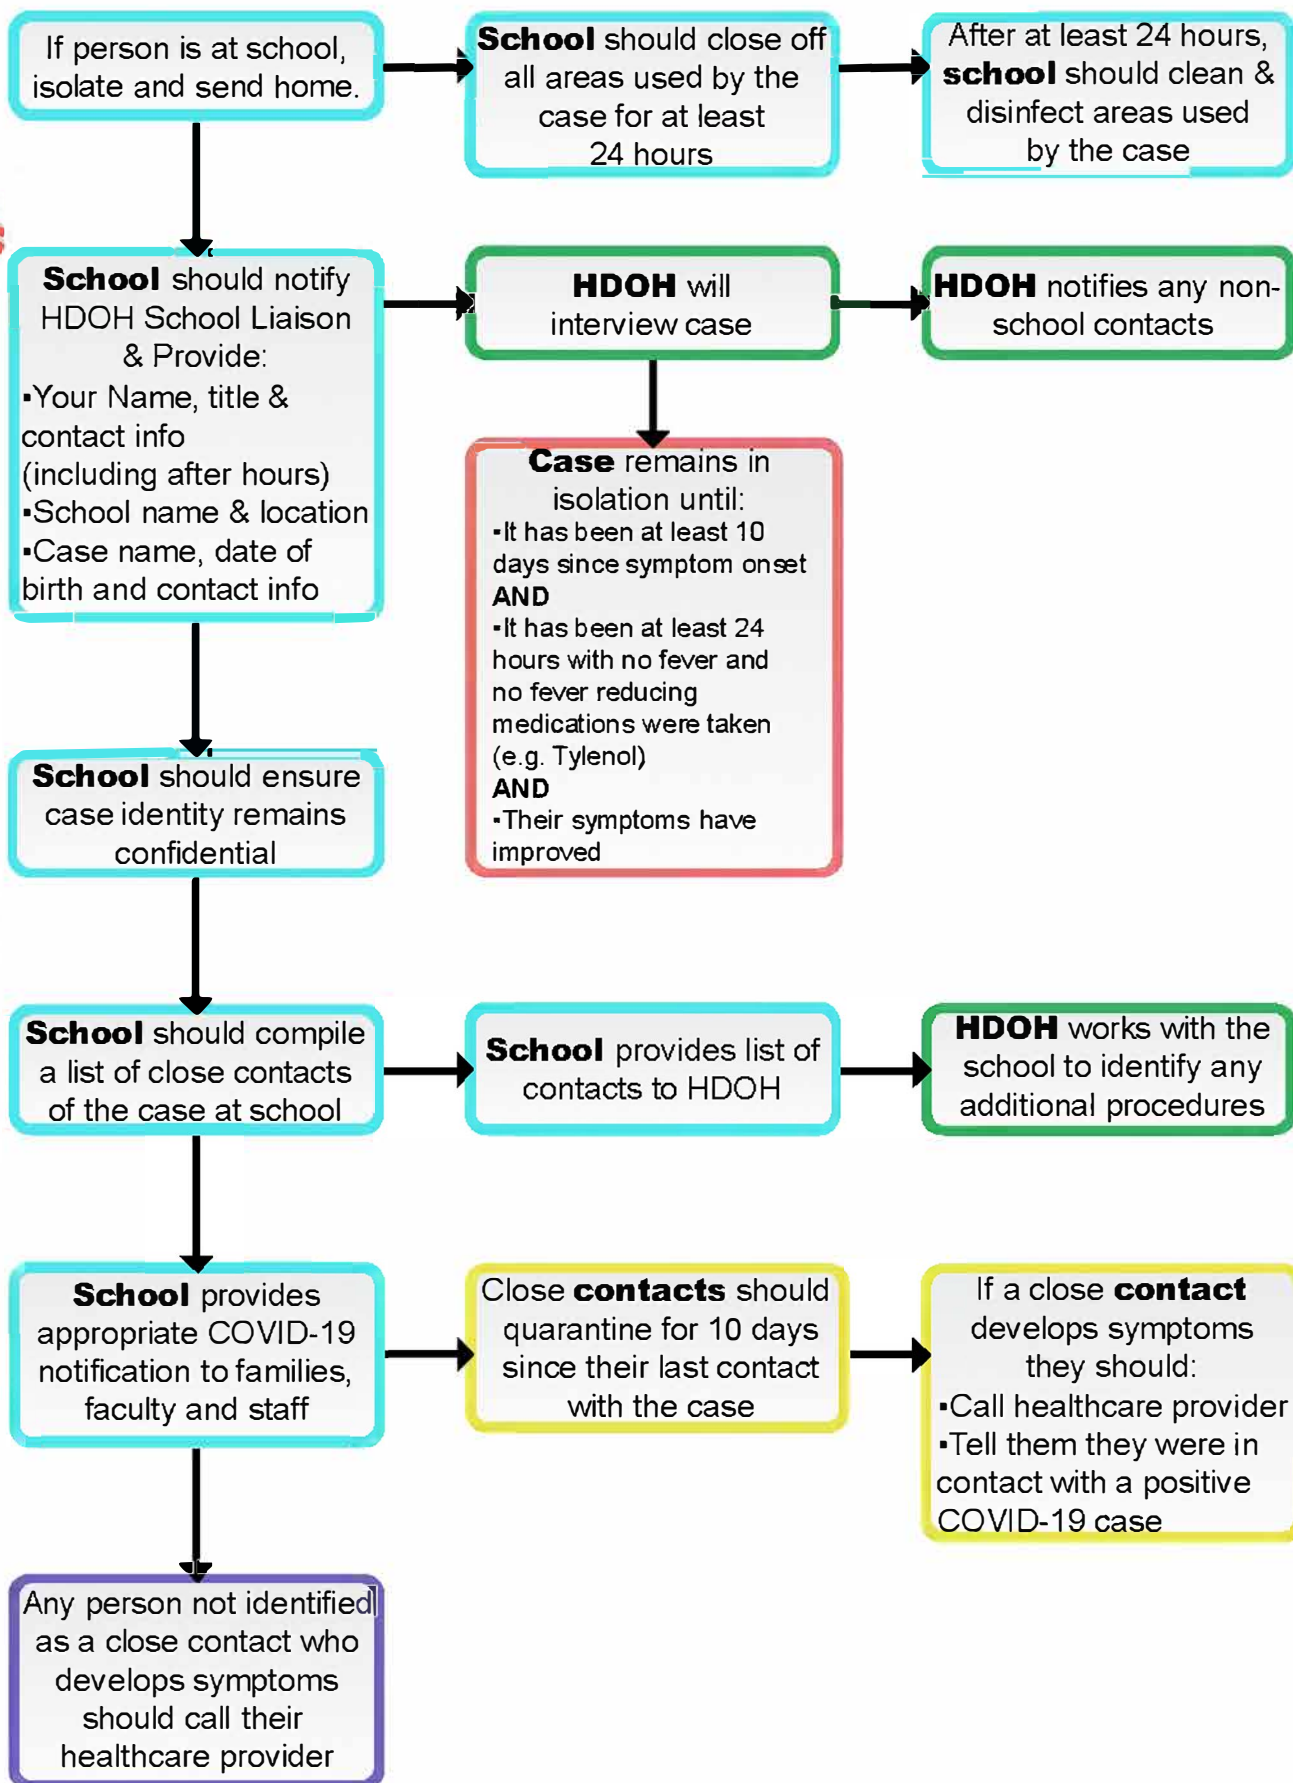 If person is at school,
isolate and send home.
School should close off
all areas used by the
case for at least
24 hours
After at least 24 hours,
school should clean &
disinfect areas used
by the case
School should notify
HDOH School Liaison
& Provide:
▪Your Name, title &
contact info
(including after hours)
▪School name & location
▪Case name, date of
birth and contact info
HDOH will
interview case
HDOH notifies any non-
school contacts
Case remains in
isolation until:
▪It has been at least 10
days since symptom onset
AND
▪It has been at least 24
hours with no fever and
no fever reducing
medications were taken
(e.g. Tylenol)
AND
▪Their symptoms have
improved
School should ensure
case identity remains
confidential
School should compile
a list of close contacts
of the case at school
School provides list of
contacts to HDOH
HDOH works with the
school to identify any
additional procedures
School provides
appropriate COVID-19
notification to families,
faculty and staff
Close contacts should
quarantine for 10 days
since their last contact
with the case
If a close contact
develops symptoms
they should:
▪Call healthcare provider
▪Tell them they were in
contact with a positive
COVID-19 case
Any person not identified
as a close contact who
develops symptoms
should call their
healthcare provider